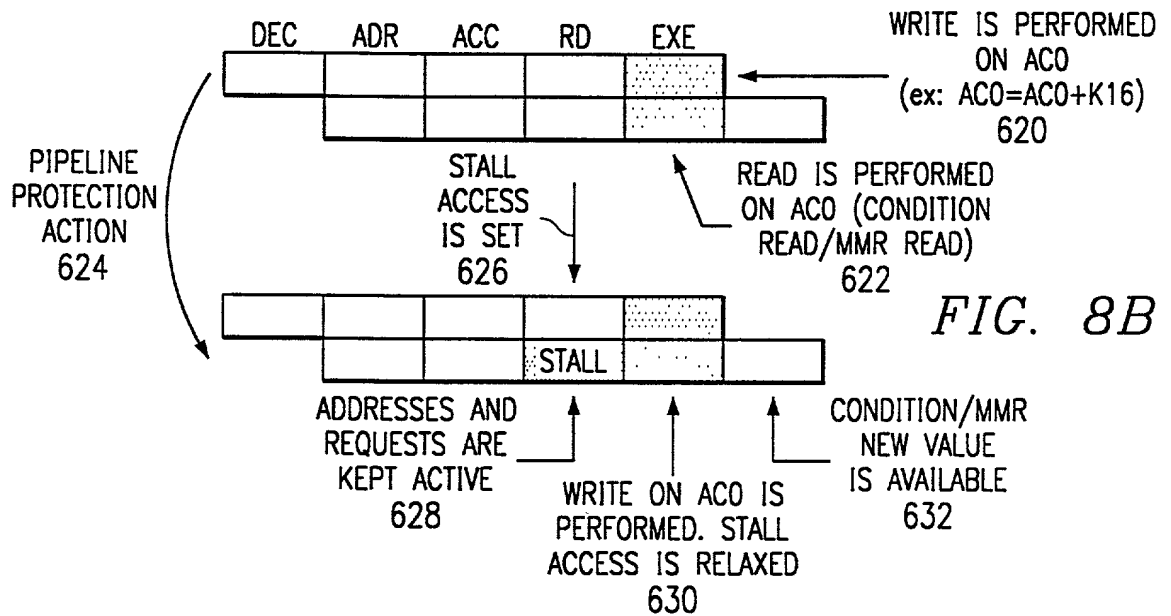 DEC ADR ACC RD EXE
WRITE IS PERFORMED
ON AC0
(ex: AC0=AC0+K16)
620
PIPELINE
PROTECTION
ACTION
624
STALL
ACCESS
IS SET
626
READ IS PERFORMED
ON AC0 (CONDITION
READ/MMR READ)
622
FIG. 8B
STALL
ADDRESSES AND
REQUESTS ARE
KEPT ACTIVE
628
WRITE ON AC0 IS
PERFORMED. STALL
ACCESS IS RELAXED
630
CONDITION/MMR
NEW VALUE
IS AVAILABLE
632